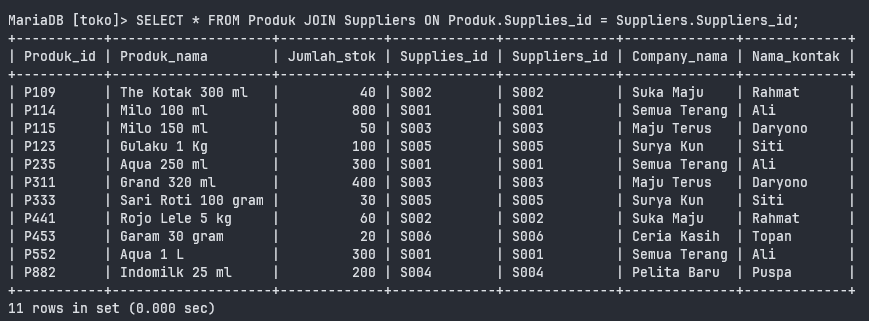 MariaDB [toko]> SELECT * FROM Produk JOIN Suppliers ON Produk.Supplies_id = Suppliers.Suppliers_id;
+-----------+--------------------+-------------+-------------+--------------+--------------+-------------+
| Produk_id | Produk_nama        | Jumlah_stok | Supplies_id | Suppliers_id | Company_nama | Nama_kontak |
+-----------+--------------------+-------------+-------------+--------------+--------------+-------------+
| P109      | The Kotak 300 ml   |          40 | S002        | S002         | Suka Maju    | Rahmat      |
| P114      | Milo 100 ml        |         800 | S001        | S001         | Semua Terang | Ali         |
| P115      | Milo 150 ml        |          50 | S003        | S003         | Maju Terus   | Daryono     |
| P123      | Gulaku 1 Kg        |         100 | S005        | S005         | Surya Kun    | Siti        |
| P235      | Aqua 250 ml        |         300 | S001        | S001         | Semua Terang | Ali         |
| P311      | Grand 320 ml       |         400 | S003        | S003         | Maju Terus   | Daryono     |
| P333      | Sari Roti 100 gram |          30 | S005        | S005         | Surya Kun    | Siti        |
| P441      | Rojo Lele 5 kg     |          60 | S002        | S002         | Suka Maju    | Rahmat      |
| P453      | Garam 30 gram      |          20 | S006        | S006         | Ceria Kasih  | Topan       |
| P552      | Aqua 1 L           |         300 | S001        | S001         | Semua Terang | Ali         |
| P882      | Indomilk 25 ml     |         200 | S004        | S004         | Pelita Baru  | Puspa       |
+-----------+--------------------+-------------+-------------+--------------+--------------+-------------+
11 rows in set (0.000 sec)